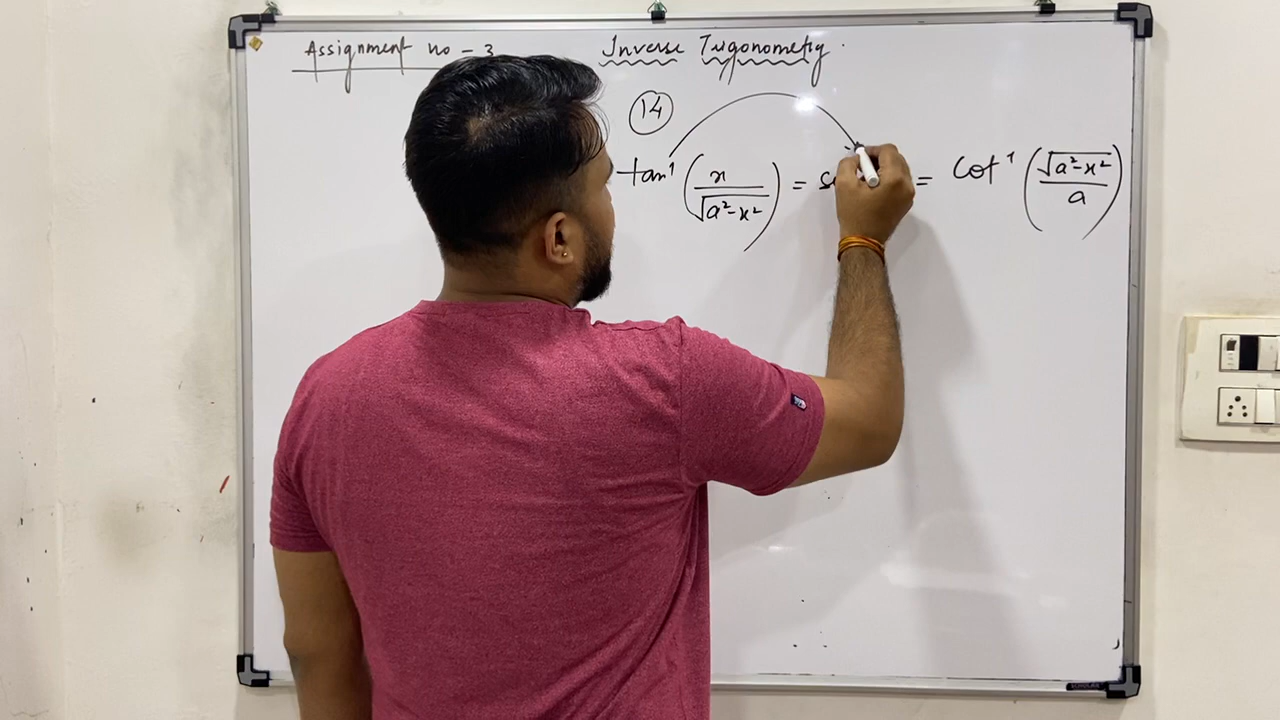 Assignment no - 3
Inverse Trigonometry.
14
tan⁻¹ (x / √a²-x²) = = cot⁻¹ (√a²-x² / a)